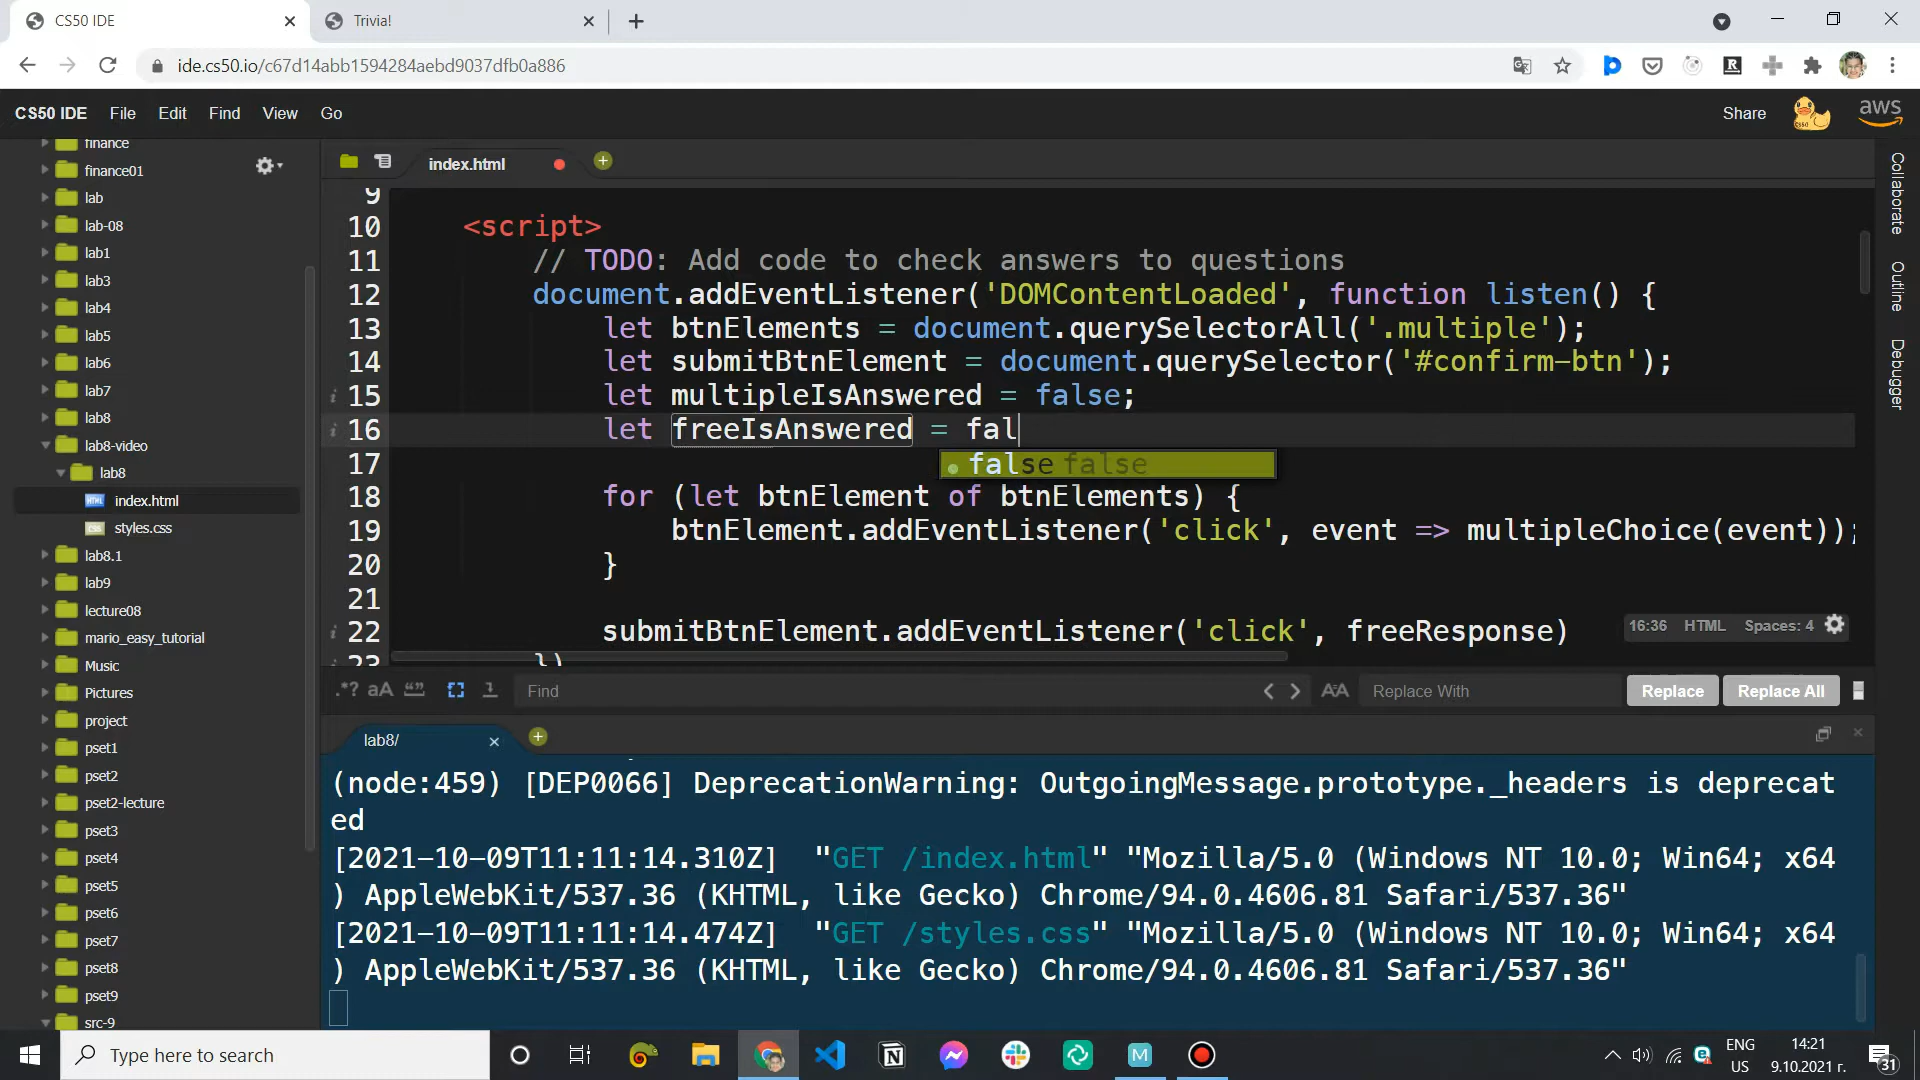 CS50 IDE
Trivia!
ide.cs50.io/c67d14abb1594284aebd9037dfb0a886
CS50 IDE File Edit Find View Go
Share
aws
finance
finance01
lab
lab-08
lab1
lab3
lab4
lab5
lab6
lab7
lab8
lab8-video
lab8
index.html
styles.css
lab8.1
lab9
lecture08
mario_easy_tutorial
Music
Pictures
project
pset1
pset2
pset2-lecture
pset3
pset4
pset5
pset6
pset7
pset8
pset9
src-9
index.html
9
10 <script>
11 // TODO: Add code to check answers to questions
12 document.addEventListener('DOMContentLoaded', function listen() {
13 let btnElements = document.querySelectorAll('.multiple');
14 let submitBtnElement = document.querySelector('#confirm-btn');
15 let multipleIsAnswered = false;
16 let freeIsAnswered = fal
17 false false
18 for (let btnElement of btnElements) {
19 btnElement.addEventListener('click', event => multipleChoice(event));
20 }
21
22 submitBtnElement.addEventListener('click', freeResponse)
23 })
16:36 HTML Spaces: 4
Collaborate
Outline
Debugger
.*? aA “” Find
Replace With
Replace
Replace All
lab8/
(node:459) [DEP0066] DeprecationWarning: OutgoingMessage.prototype._headers is deprecat
ed
[2021-10-09T11:11:14.310Z] "GET /index.html" "Mozilla/5.0 (Windows NT 10.0; Win64; x64
) AppleWebKit/537.36 (KHTML, like Gecko) Chrome/94.0.4606.81 Safari/537.36"
[2021-10-09T11:11:14.474Z] "GET /styles.css" "Mozilla/5.0 (Windows NT 10.0; Win64; x64
) AppleWebKit/537.36 (KHTML, like Gecko) Chrome/94.0.4606.81 Safari/537.36"
Type here to search
ENG
US
14:21
9.10.2021 г.
31